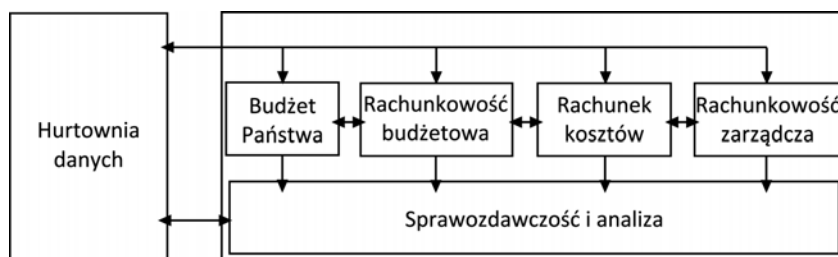 Hurtownia
danych
Budżet
Państwa
Rachunkowość
budżetowa
Rachunek
kosztów
Rachunkowość
zarządcza
Sprawozdawczość i analiza